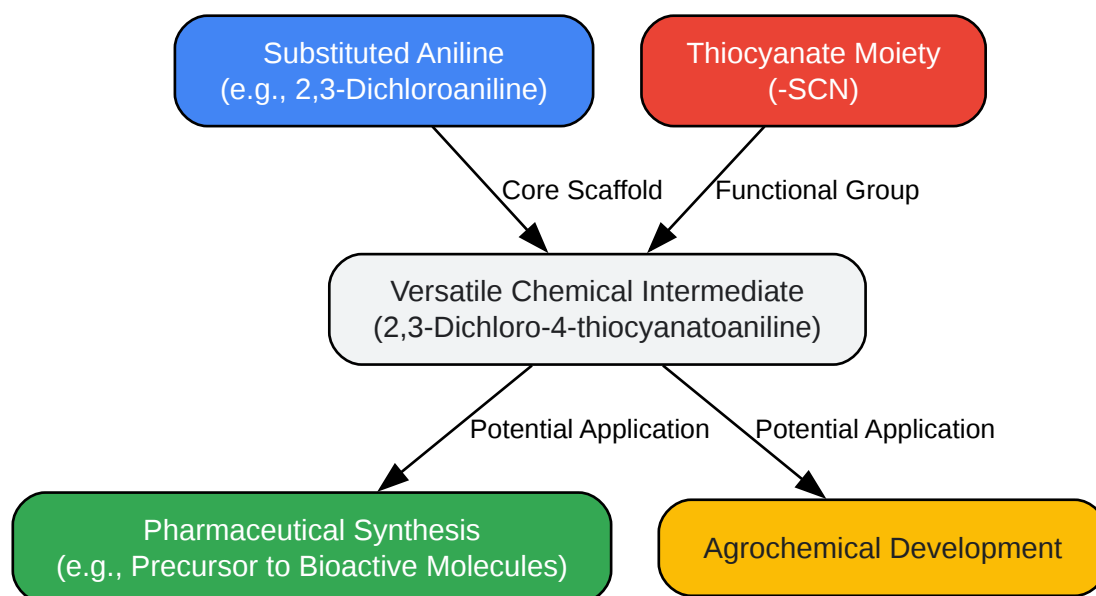 Substituted Aniline
(e.g., 2,3-Dichloroaniline)
Thiocyanate Moiety
(-SCN)
Core Scaffold
Functional Group
Versatile Chemical Intermediate
(2,3-Dichloro-4-thiocyanatoaniline)
Potential Application
Potential Application
Pharmaceutical Synthesis
(e.g., Precursor to Bioactive Molecules)
Agrochemical Development